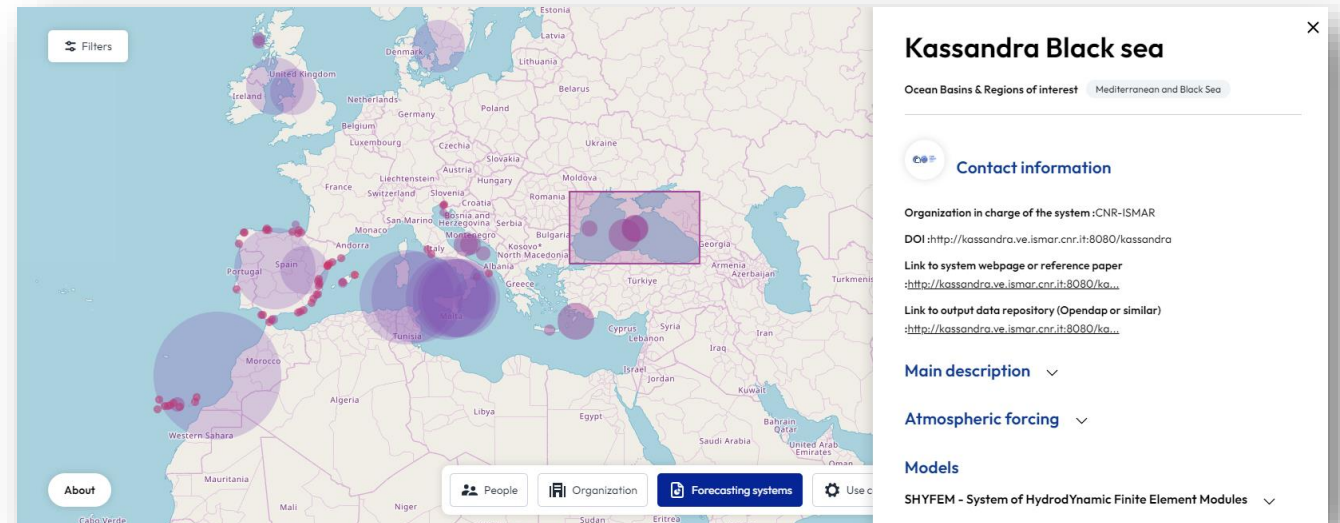 Filters
Estonia
Latvia
Denmark
Lithuania
United Kingdom
Ireland
Belarus
Netherlands
Poland
Germany
Belgium
Luxembourg
Czechia
Ukraine
Slovakia
Austria
Liechtenstein
Hungary
Moldova
France
Switzerland
Slovenia
Romania
Croatia
San Marino
Bosnia and
Herzegovina
Serbia
Monaco
Montenegro
Bulgaria
Georgia
Andorra
Italy
Kosovo*
North Macedonia
Portugal
Spain
Albania
Armenia
Azerbaijan
Greece
Türkiye
Turkmenis
Malta
Tunisia
Cyprus
Syria
Lebanon
Iran
Iraq
Morocco
Israel
Jordan
Kuwait
Algeria
Libya
Egypt
Bahrain
Qatar
Western Sahara
Saudi Arabia
United Arab
Emirates
Oman
Mauritania
Mali
Niger
Sudan
Eritrea
Cabo Verde
About
People
Organization
Forecasting systems
Use c
Kassandra Black sea
Ocean Basins & Regions of interest Mediterranean and Black Sea
Contact information
Organization in charge of the system :CNR-ISMAR
DOI :http://kassandra.ve.ismar.cnr.it:8080/kassandra
Link to system webpage or reference paper
:http://kassandra.ve.ismar.cnr.it:8080/ka...
Link to output data repository (Opendap or similar)
:http://kassandra.ve.ismar.cnr.it:8080/ka...
Main description
Atmospheric forcing
Models
SHYFEM - System of HydrodYnamic Finite Element Modules